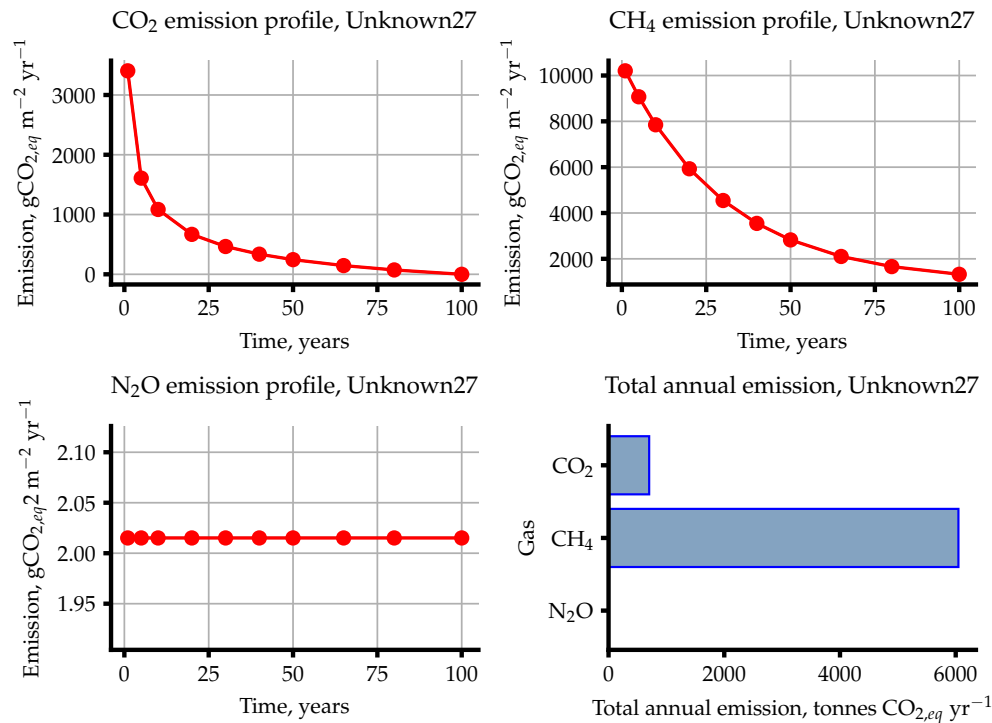 CO₂ emission profile, Unknown27
Emission, gCO₂,eq m⁻² yr⁻¹
3000
2000
1000
0
0 25 50 75 100
Time, years
CH₄ emission profile, Unknown27
Emission, gCO₂,eq m⁻² yr⁻¹
10000
8000
6000
4000
2000
0 25 50 75 100
Time, years
N₂O emission profile, Unknown27
Emission, gCO₂,eq2 m⁻² yr⁻¹
2.10
2.05
2.00
1.95
0 25 50 75 100
Time, years
Total annual emission, Unknown27
Gas
CO₂
CH₄
N₂O
0 2000 4000 6000
Total annual emission, tonnes CO₂,eq yr⁻¹